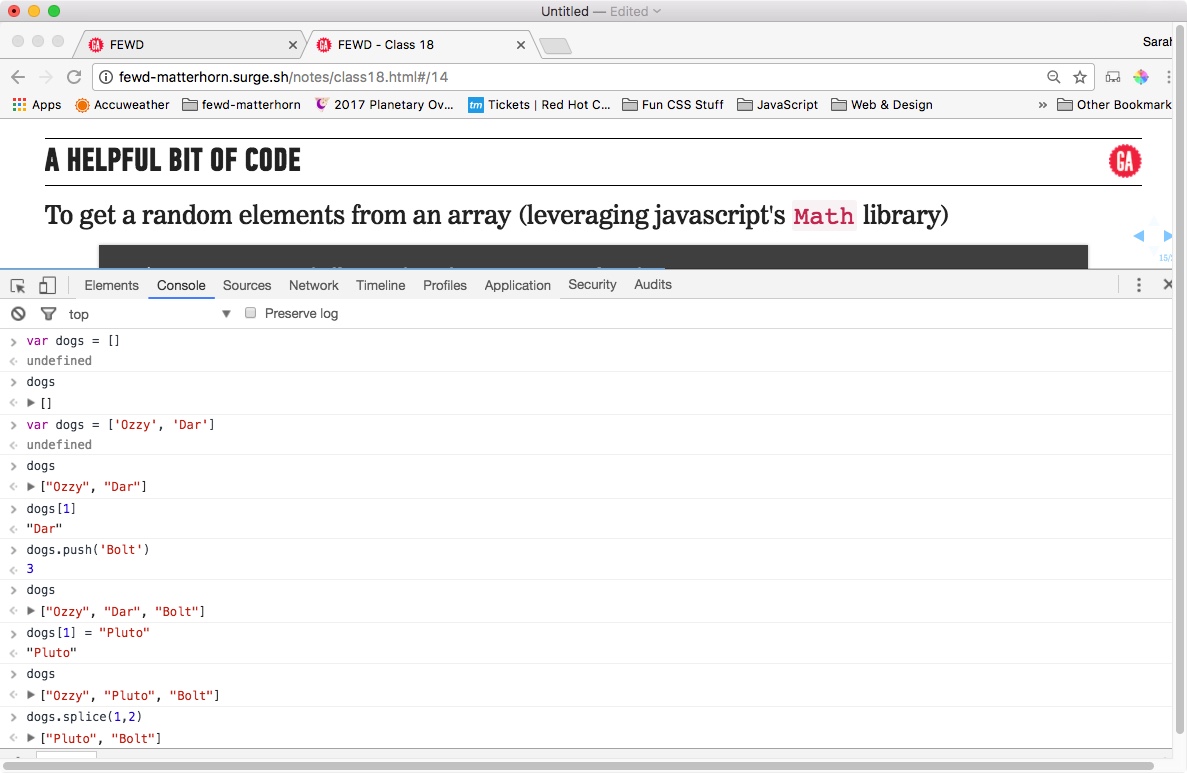 Untitled — Edited
FEWD
FEWD - Class 18
Sarah
fewd-matterhorn.surge.sh/notes/class18.html#/14
Apps Accuweather fewd-matterhorn 2017 Planetary Ov... tm Tickets | Red Hot C... Fun CSS Stuff JavaScript Web & Design » Other Bookmark
A HELPFUL BIT OF CODE
GA
To get a random elements from an array (leveraging javascript's Math library)
Elements Console Sources Network Timeline Profiles Application Security Audits
top Preserve log
var dogs = []
undefined
dogs
[]
var dogs = ['Ozzy', 'Dar']
undefined
dogs
["Ozzy", "Dar"]
dogs[1]
"Dar"
dogs.push('Bolt')
3
dogs
["Ozzy", "Dar", "Bolt"]
dogs[1] = "Pluto"
"Pluto"
dogs
["Ozzy", "Pluto", "Bolt"]
dogs.splice(1,2)
["Pluto", "Bolt"]